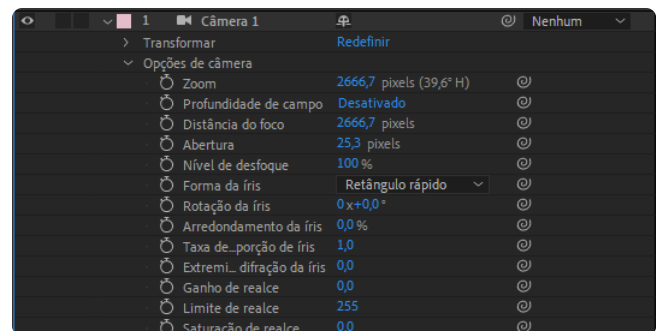 1 Câmera 1 Nenhum
Transformar Redefinir
Opções de câmera
Zoom 2666,7 pixels (39,6° H)
Profundidade de campo Desativado
Distância do foco 2666,7 pixels
Abertura 25,3 pixels
Nível de desfoque 100 %
Forma da íris Retângulo rápido
Rotação da íris 0 x+0,0 °
Arredondamento da íris 0,0 %
Taxa de...porção de íris 1,0
Extremi... difração da íris 0,0
Ganho de realce 0,0
Limite de realce 255
Saturação de realce 0,0